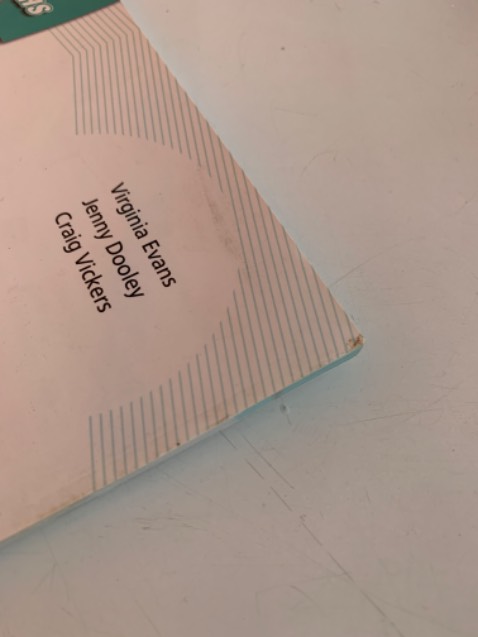 Virginia Evans
Jenny Dooley
Craig Vickers